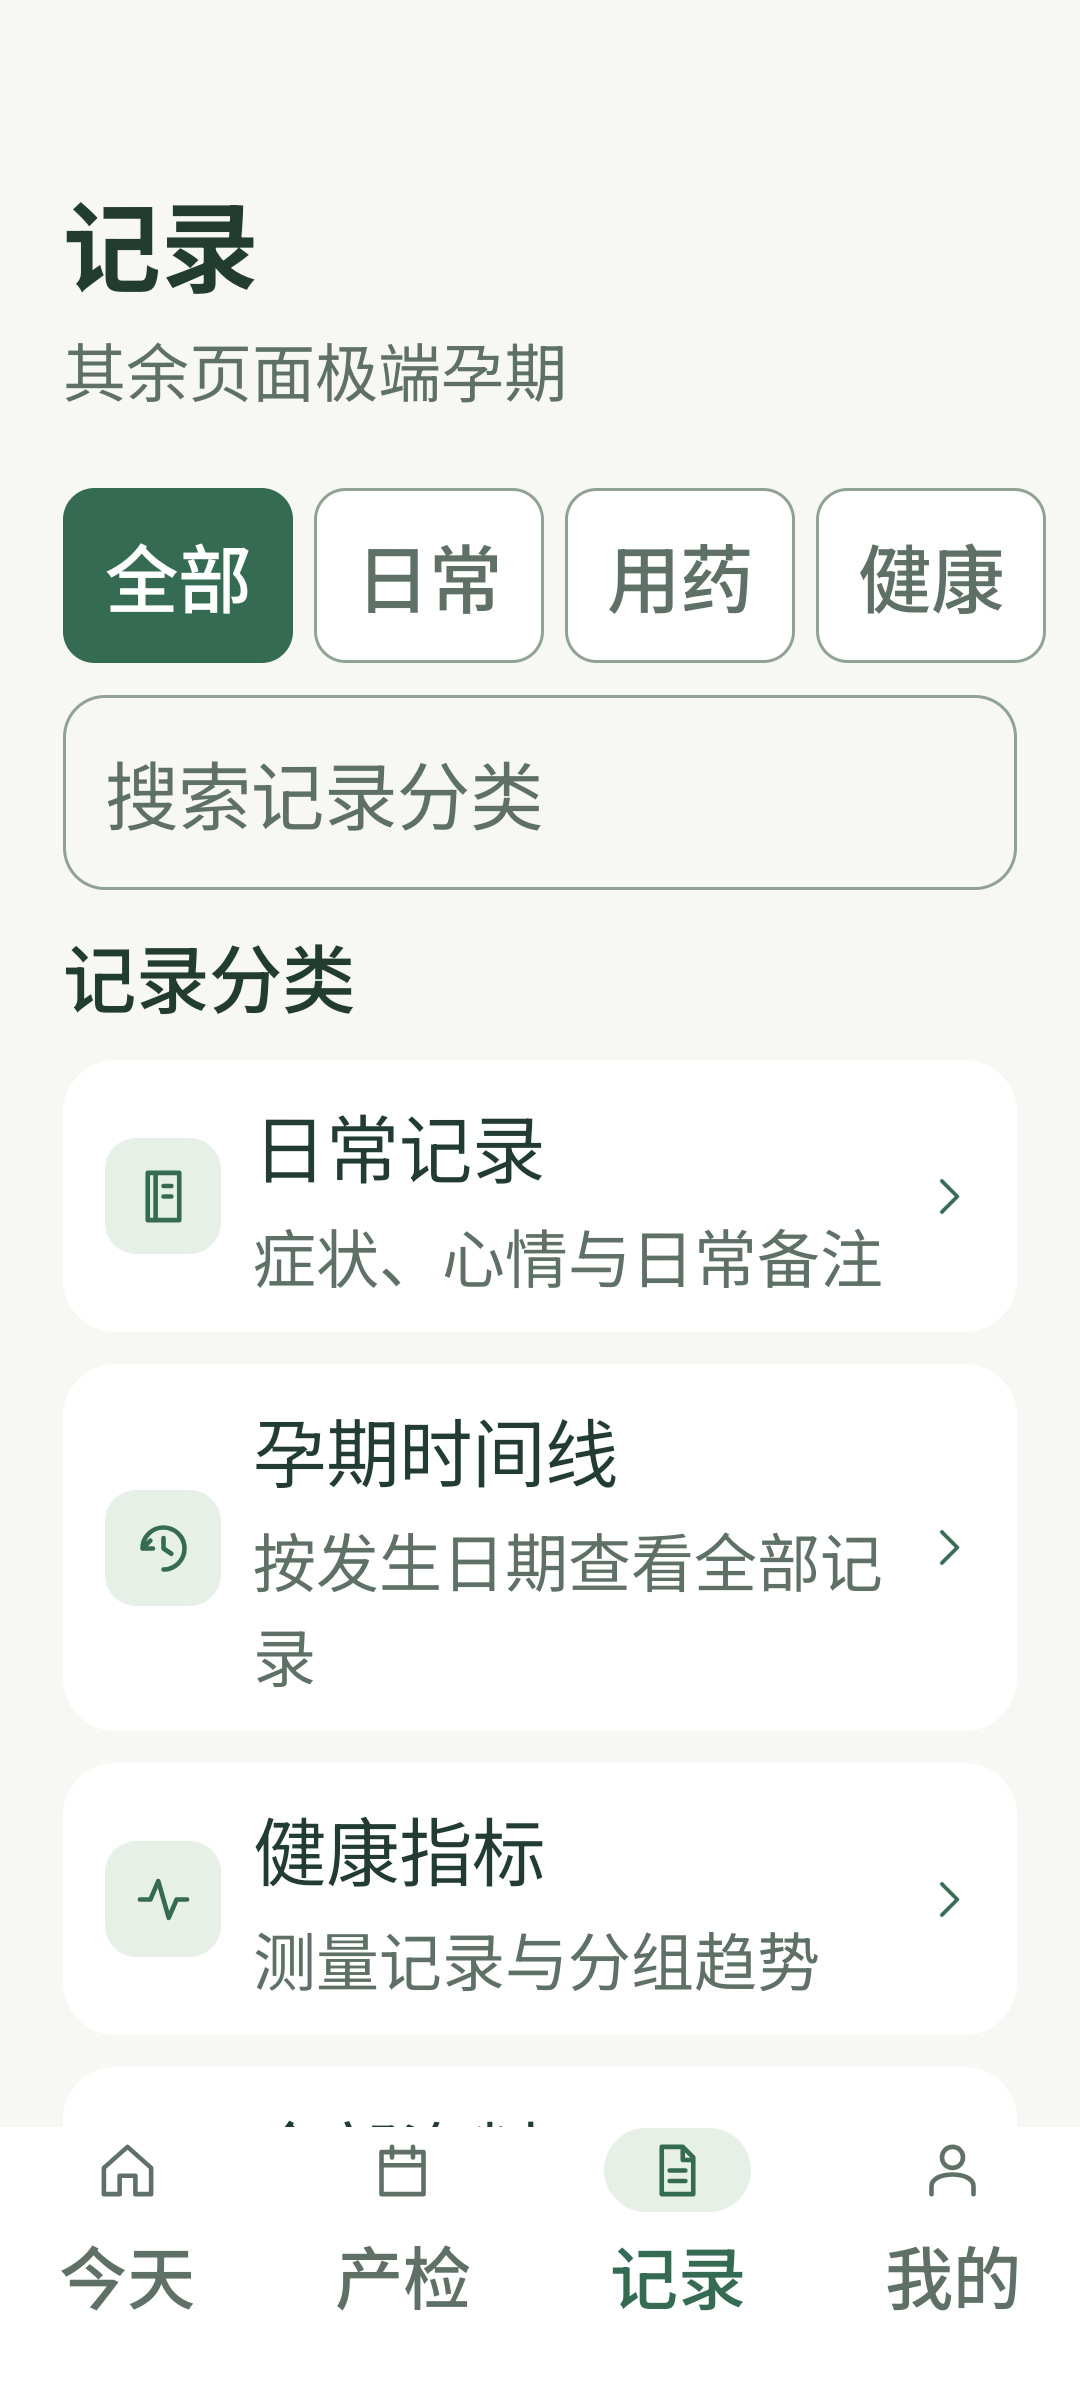 记录
其余页面极端孕期
全部 日常 用药 健康
搜索记录分类
记录分类
日常记录
症状、心情与日常备注
孕期时间线
按发生日期查看全部记
录
健康指标
测量记录与分组趋势
今天 产检 记录 我的